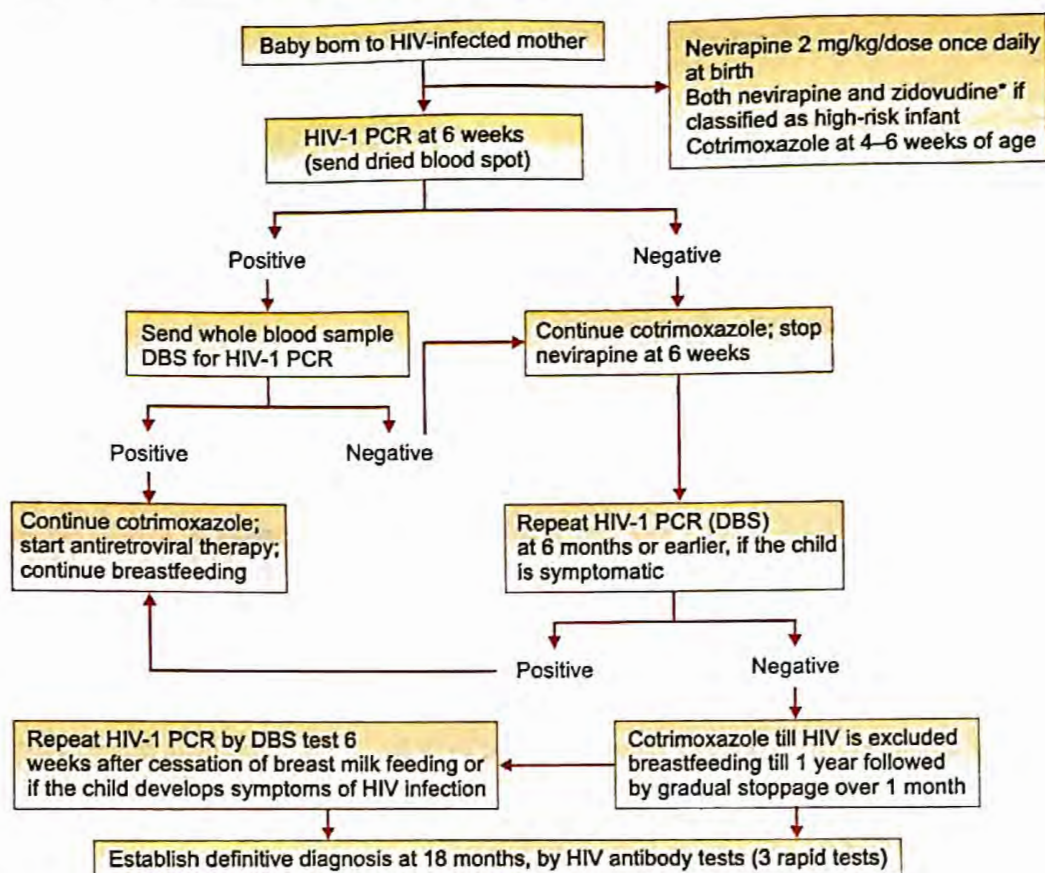 Baby born to HIV-infected mother
Nevirapine 2 mg/kg/dose once daily
at birth
Both nevirapine and zidovudine* if
classified as high-risk infant
Cotrimoxazole at 4–6 weeks of age
HIV-1 PCR at 6 weeks
(send dried blood spot)
Positive
Negative
Send whole blood sample
DBS for HIV-1 PCR
Continue cotrimoxazole; stop
nevirapine at 6 weeks
Positive
Negative
Continue cotrimoxazole;
start antiretroviral therapy;
continue breastfeeding
Repeat HIV-1 PCR (DBS)
at 6 months or earlier, if the child
is symptomatic
Positive
Negative
Repeat HIV-1 PCR by DBS test 6
weeks after cessation of breast milk feeding or
if the child develops symptoms of HIV infection
Cotrimoxazole till HIV is excluded
breastfeeding till 1 year followed
by gradual stoppage over 1 month
Establish definitive diagnosis at 18 months, by HIV antibody tests (3 rapid tests)